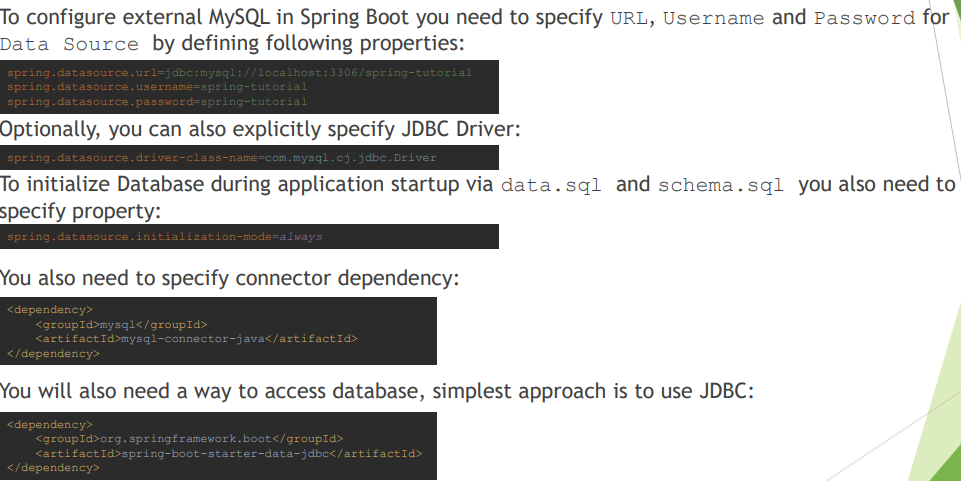 To configure external MySQL in Spring Boot you need to specify URL, Username and Password for
Data Source by defining following properties:
spring.datasource.url=jdbc:mysql://localhost:3306/spring-tutorial
spring.datasource.username=spring-tutorial
spring.datasource.password=spring-tutorial
Optionally, you can also explicitly specify JDBC Driver:
spring.datasource.driver-class-name=com.mysql.cj.jdbc.Driver
To initialize Database during application startup via data.sql and schema.sql you also need to
specify property:
spring.datasource.initialization-mode=always
You also need to specify connector dependency:
<dependency>
    <groupId>mysql</groupId>
    <artifactId>mysql-connector-java</artifactId>
</dependency>
You will also need a way to access database, simplest approach is to use JDBC:
<dependency>
    <groupId>org.springframework.boot</groupId>
    <artifactId>spring-boot-starter-data-jdbc</artifactId>
</dependency>